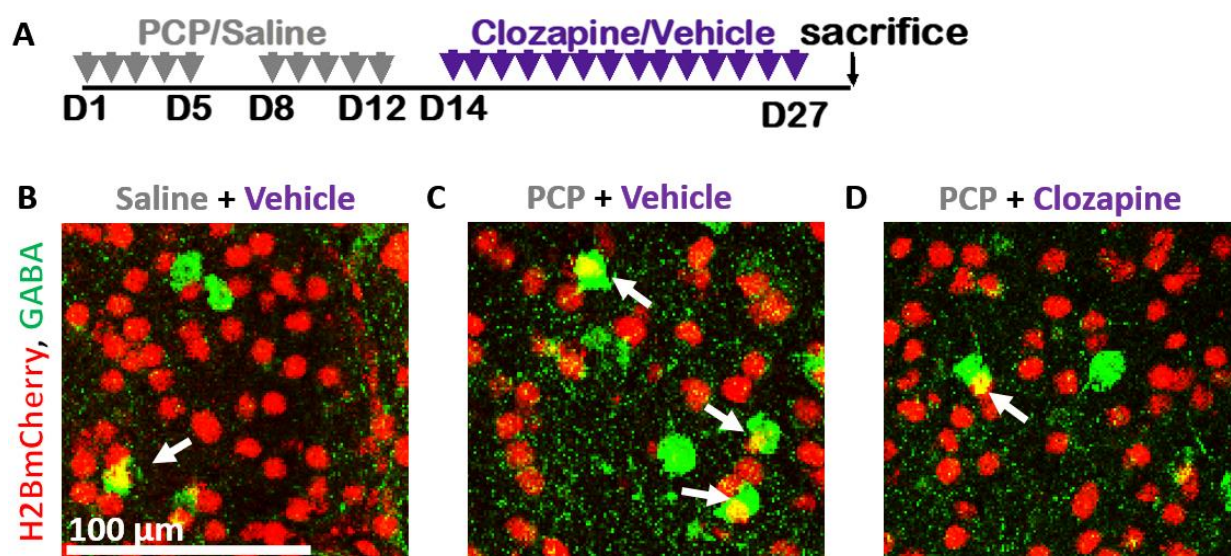 A
PCP/Saline
Clozapine/Vehicle
sacrifice
D1 D5 D8 D12 D14 D27
B Saline + Vehicle
C PCP + Vehicle
D PCP + Clozapine
H2BmCherry, GABA
100 µm